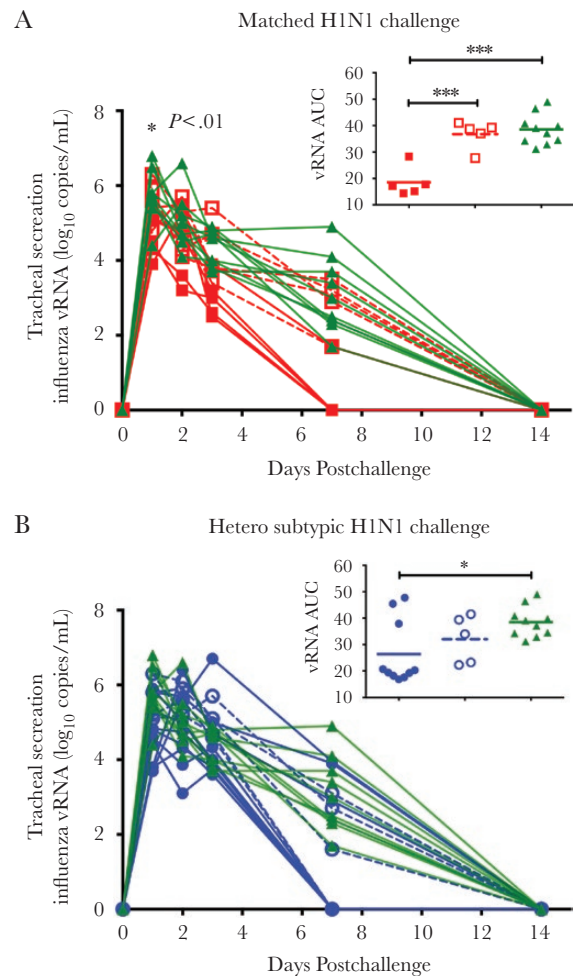 A
Matched H1N1 challenge
Tracheal secreation
influenza vRNA (log10 copies/mL)
8
6
4
2
0
* P<.01
0 2 4 6 8 10 12 14
Days Postchallenge
vRNA AUC
60
50
40
30
20
10
***
***
B
Hetero subtypic H1N1 challenge
Tracheal secreation
influenza vRNA (log10 copies/mL)
8
6
4
2
0
0 2 4 6 8 10 12 14
Days Postchallenge
vRNA AUC
60
50
40
30
20
10
*